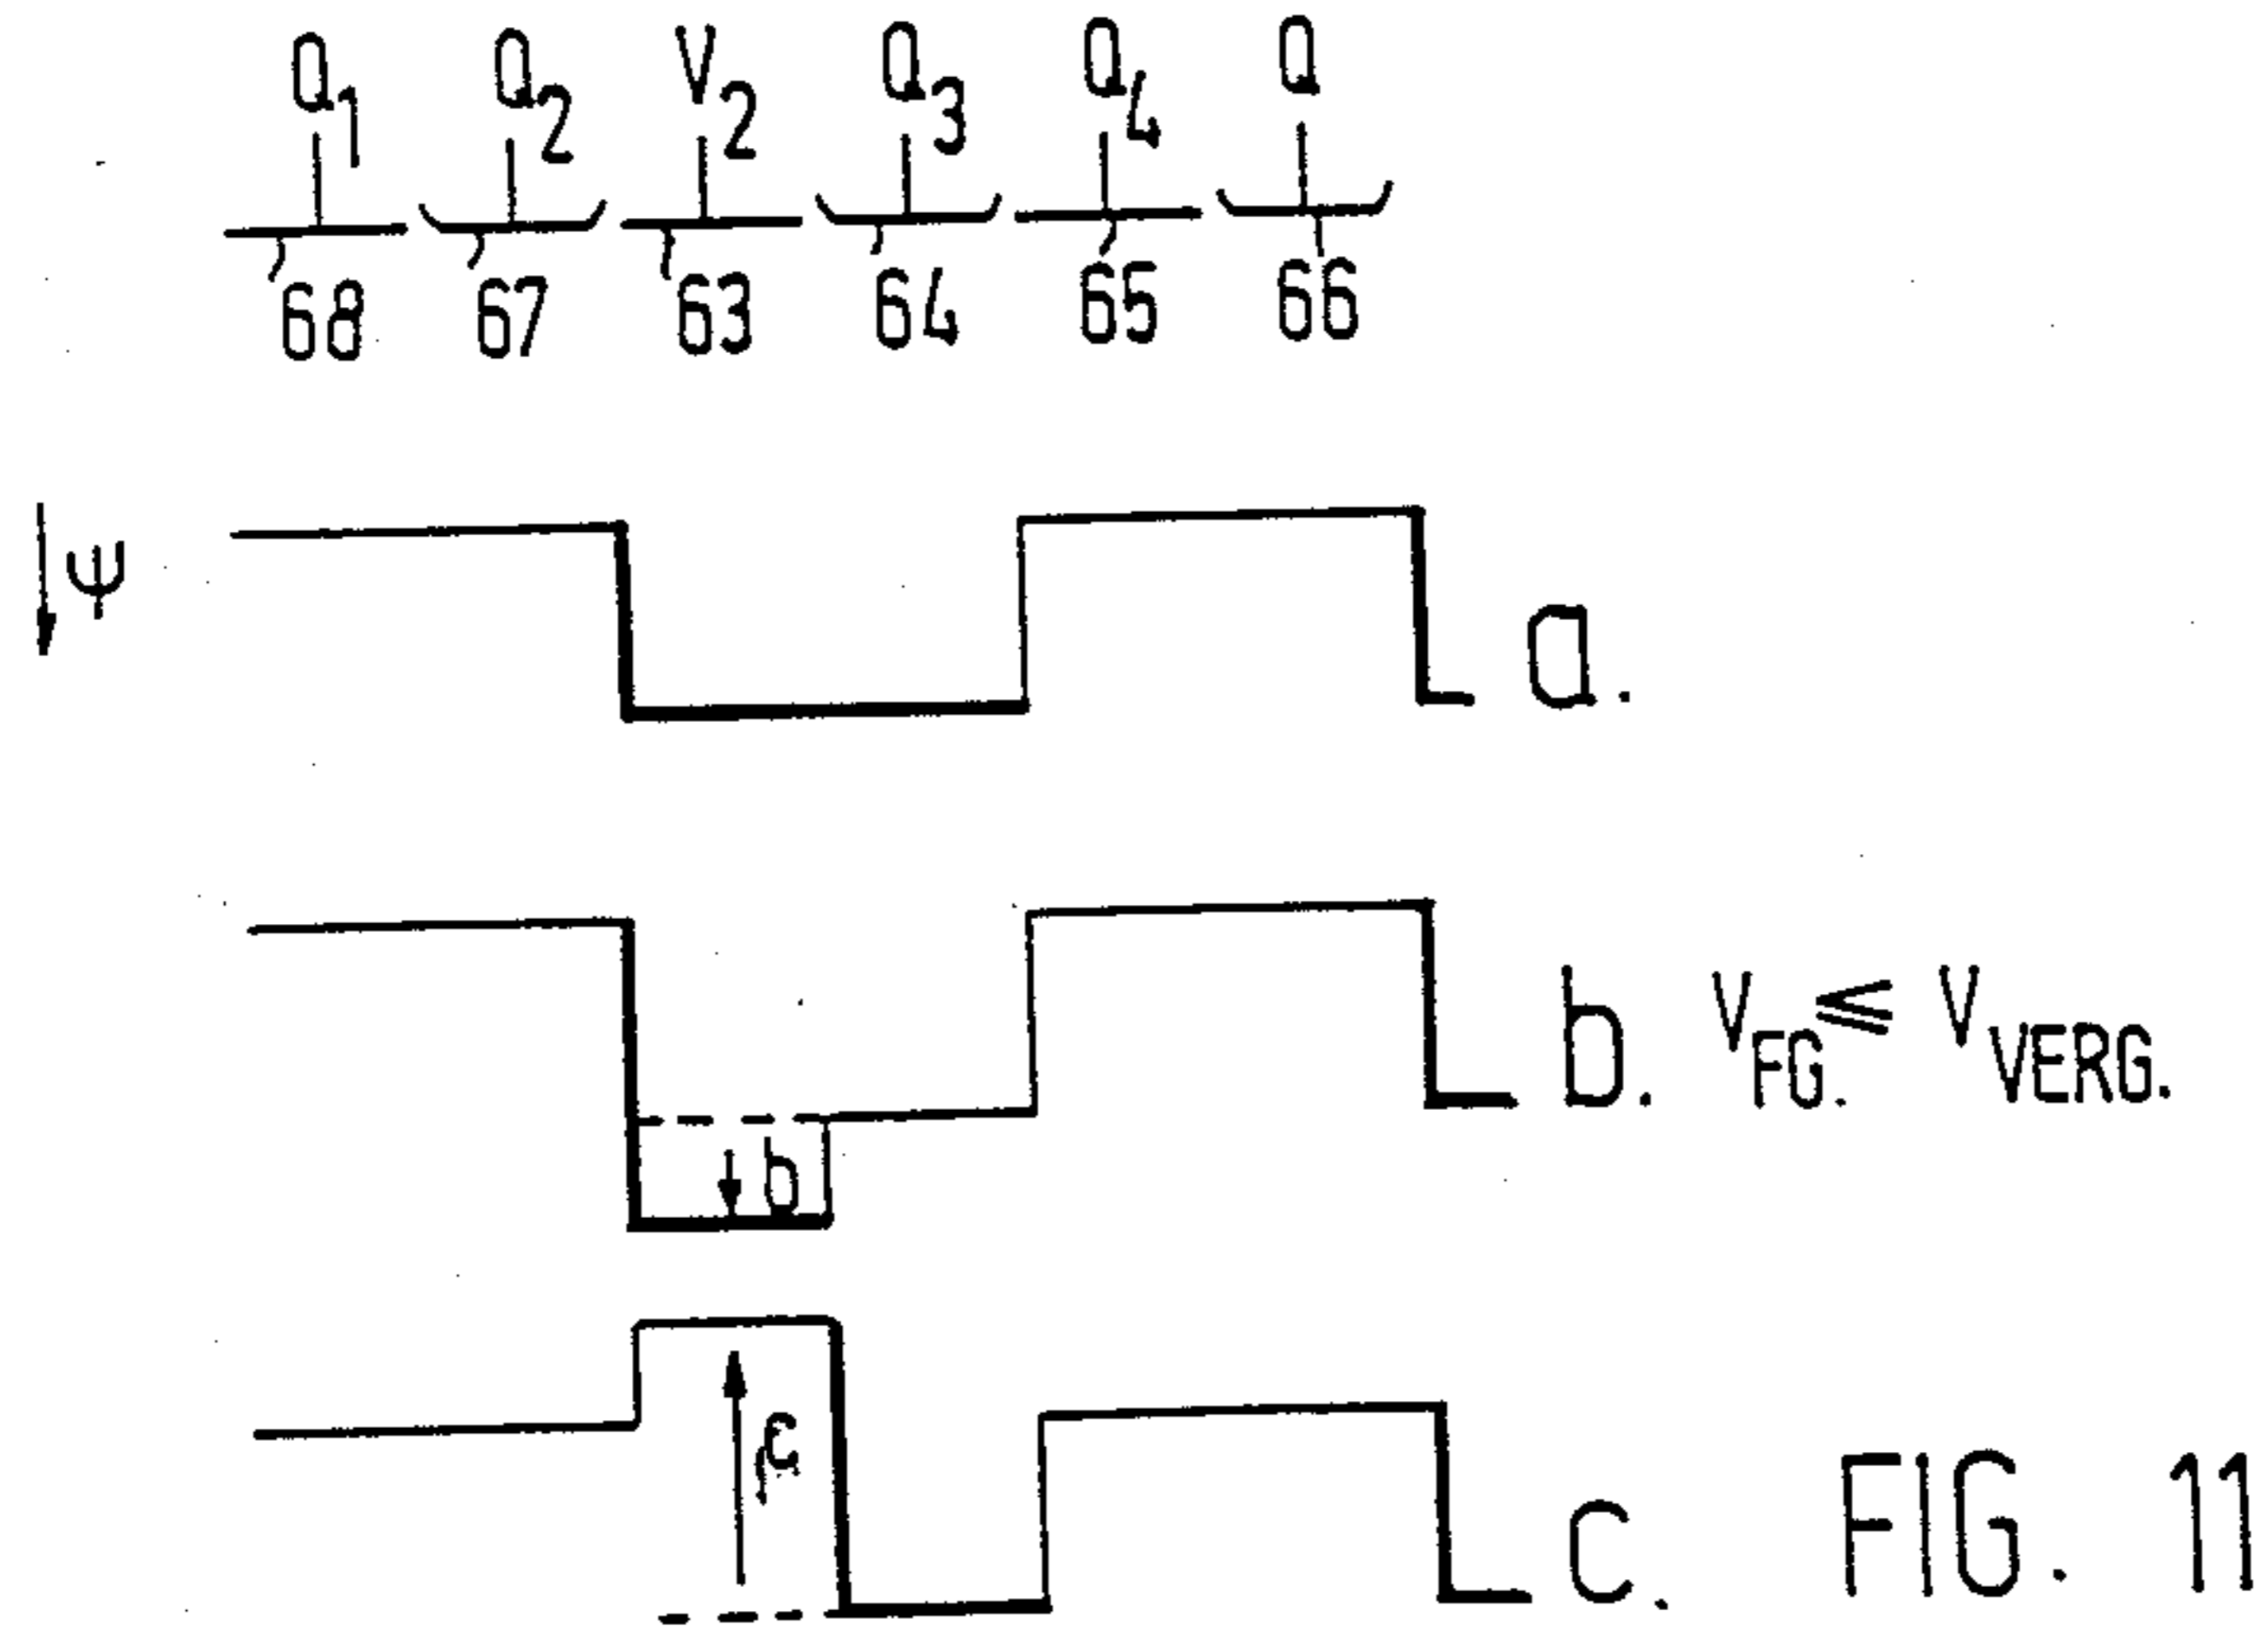 Q1 Q2 V2 Q3 Q4 Q
68 67 63 64 65 66
ψ
a.
b. VFG. ≤ VVERG.
b
c
c.
FIG. 11